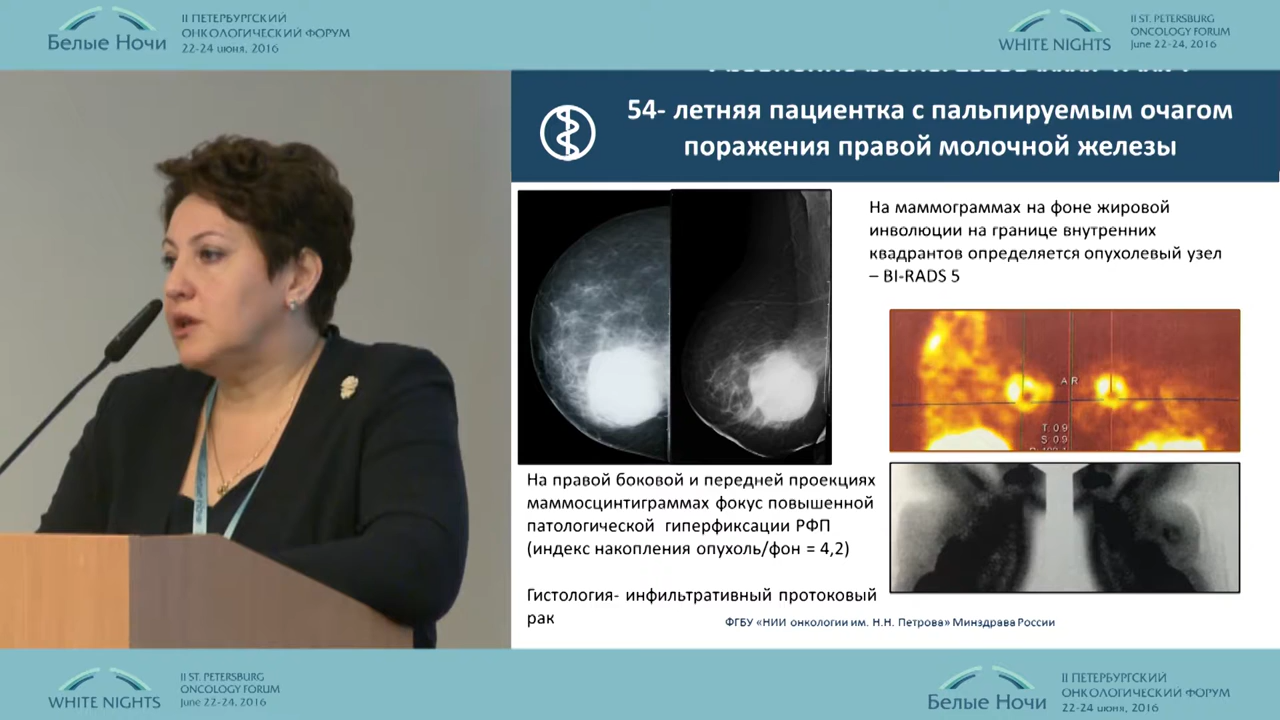 Белые Ночи
II ПЕТЕРБУРГСКИЙ
ОНКОЛОГИЧЕСКИЙ ФОРУМ
22-24 июня, 2016
WHITE NIGHTS
II ST. PETERSBURG
ONCOLOGY FORUM
June 22-24, 2016
54- летняя пациентка с пальпируемым очагом
поражения правой молочной железы
На маммограммах на фоне жировой
инволюции на границе внутренних
квадрантов определяется опухолевый узел
– BI-RADS 5
A R
T: 0.9
S 0.9
На правой боковой и передней проекциях
маммосцинтиграммах фокус повышенной
патологической гиперфиксации РФП
(индекс накопления опухоль/фон = 4,2)
Гистология- инфильтративный протоковый
рак
ФГБУ «НИИ онкологии им. Н.Н. Петрова» Минздрава России
WHITE NIGHTS
II ST. PETERSBURG
ONCOLOGY FORUM
June 22-24, 2016
Белые Ночи
II ПЕТЕРБУРГСКИЙ
ОНКОЛОГИЧЕСКИЙ ФОРУМ
22-24 июня, 2016